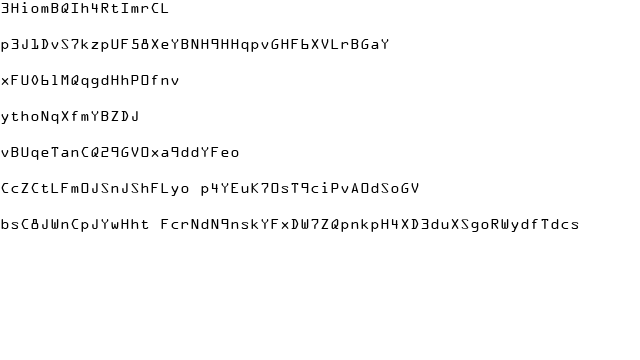 3HiomBQIh4RtImrCL
p3J1DvS7kzpUF58XeYBNH9HHqpvGHF6XVLrBGaY
xFU06lMQqgdHhPOfnv
ythoNqXfmYBZDJ
vBUqeTanCQ29GVOxa9ddYFeo
CcZCtLFmOJSnJShFLyo p4YEuK7OsT9ciPvAOdSoGV
bsC8JWnCpJYwHht FcrNdN9nskYFxDW7ZQpnkpH4XD3duXSgoRWydfTdcs